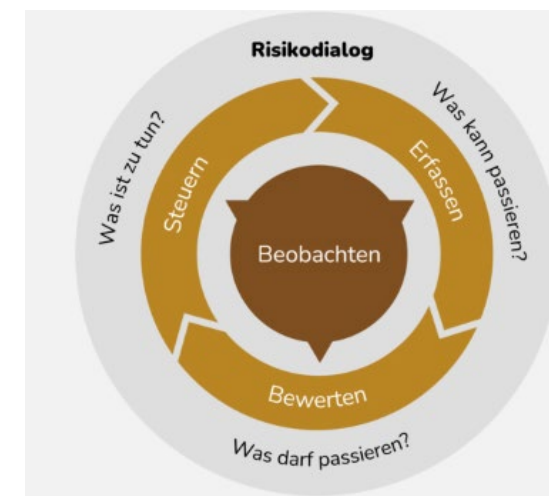 Risikodialog
Was kann passieren?
Erfassen
Was ist zu tun?
Steuern
Beobachten
Bewerten
Was darf passieren?